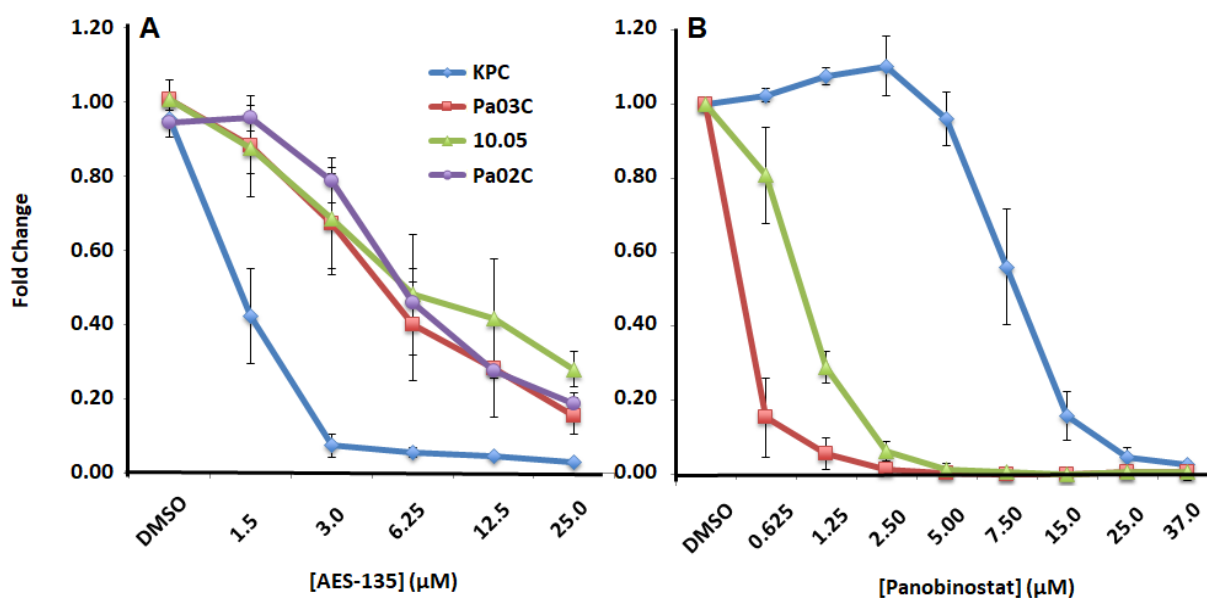 A
B
1.20
1.00
0.80
0.60
0.40
0.20
0.00
Fold Change
KPC
Pa03C
10.05
Pa02C
DMSO
1.5
3.0
6.25
12.5
25.0
[AES-135] (μM)
1.20
1.00
0.80
0.60
0.40
0.20
0.00
DMSO
0.625
1.25
2.50
5.00
7.50
15.0
25.0
37.0
[Panobinostat] (μM)